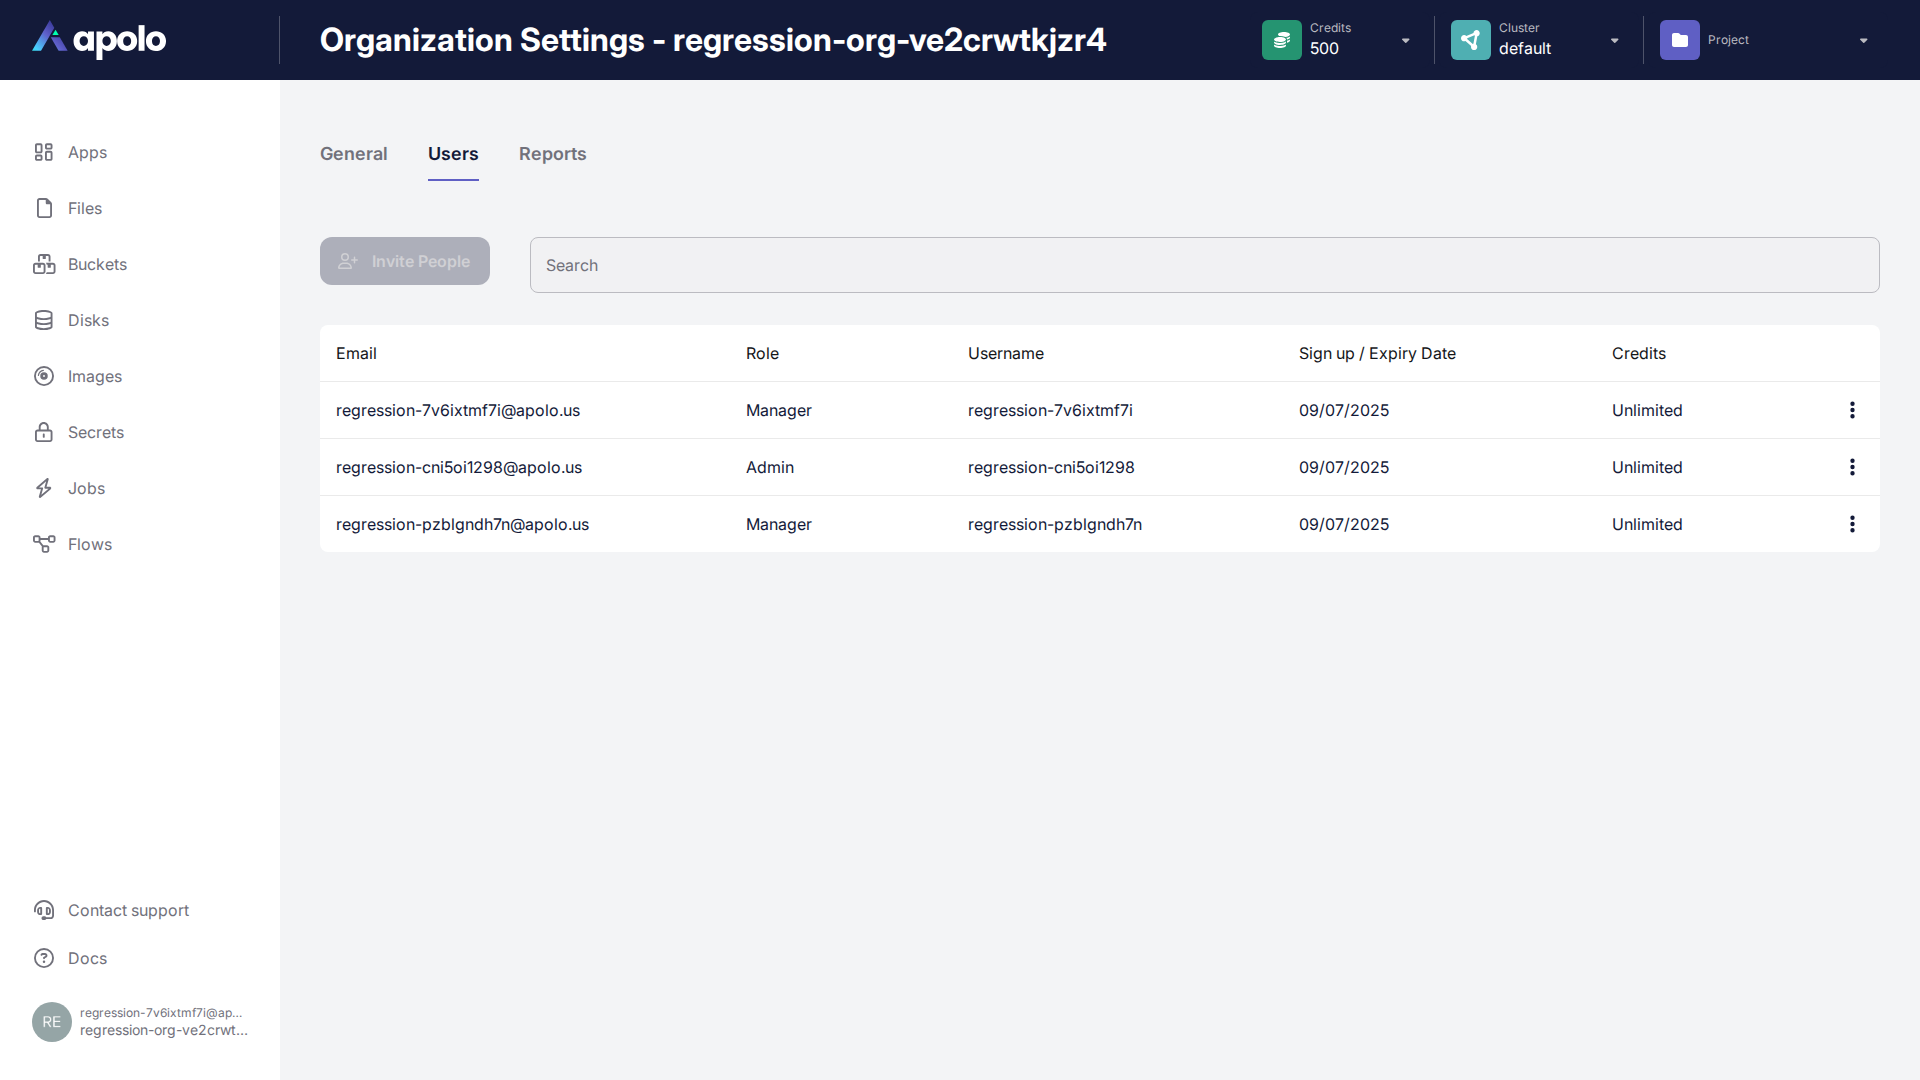 apolo
Organization Settings - regression-org-ve2crwtkjzr4
Credits
500
Cluster
default
Project
Apps
Files
Buckets
Disks
Images
Secrets
Jobs
Flows
General Users Reports
Invite People
Search
Email Role Username Sign up / Expiry Date Credits
regression-7v6ixtmf7i@apolo.us Manager regression-7v6ixtmf7i 09/07/2025 Unlimited
regression-cni5oi1298@apolo.us Admin regression-cni5oi1298 09/07/2025 Unlimited
regression-pzblgndh7n@apolo.us Manager regression-pzblgndh7n 09/07/2025 Unlimited
Contact support
Docs
RE
regression-7v6ixtmf7i@ap...
regression-org-ve2crwt...